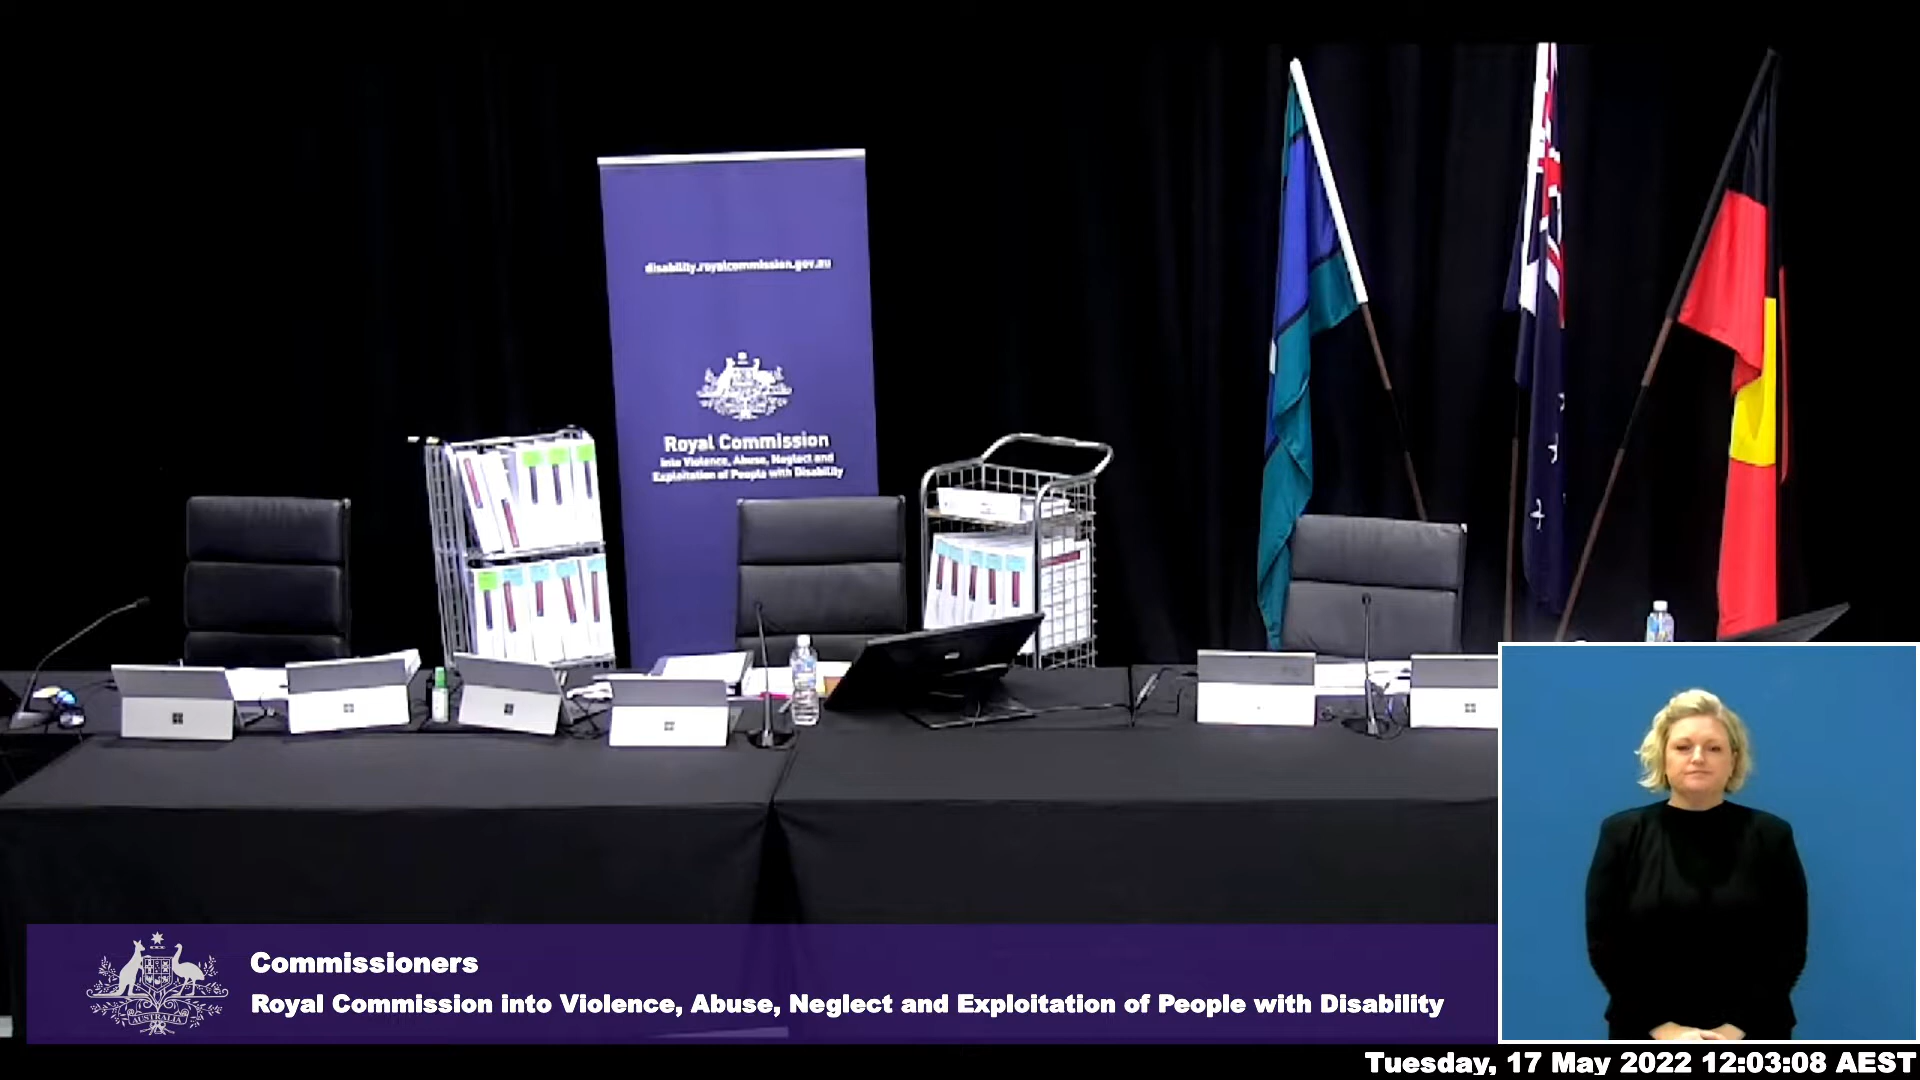 disability.royalcommission.gov.au
Royal Commission
into Violence, Abuse, Neglect and
Exploitation of People with Disability
AUSTRALIA
Commissioners
Royal Commission into Violence, Abuse, Neglect and Exploitation of People with Disability
Tuesday, 17 May 2022 12:03:08 AEST